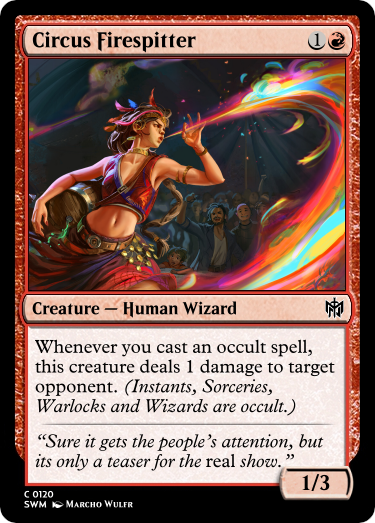 Circus Firespitter 1
Creature — Human Wizard
Whenever you cast an occult spell,
this creature deals 1 damage to target
opponent. (Instants, Sorceries,
Warlocks and Wizards are occult.)
“Sure it gets the people’s attention, but
its only a teaser for the real show.”
1/3
C 0120
SWM Marcho Wulfr